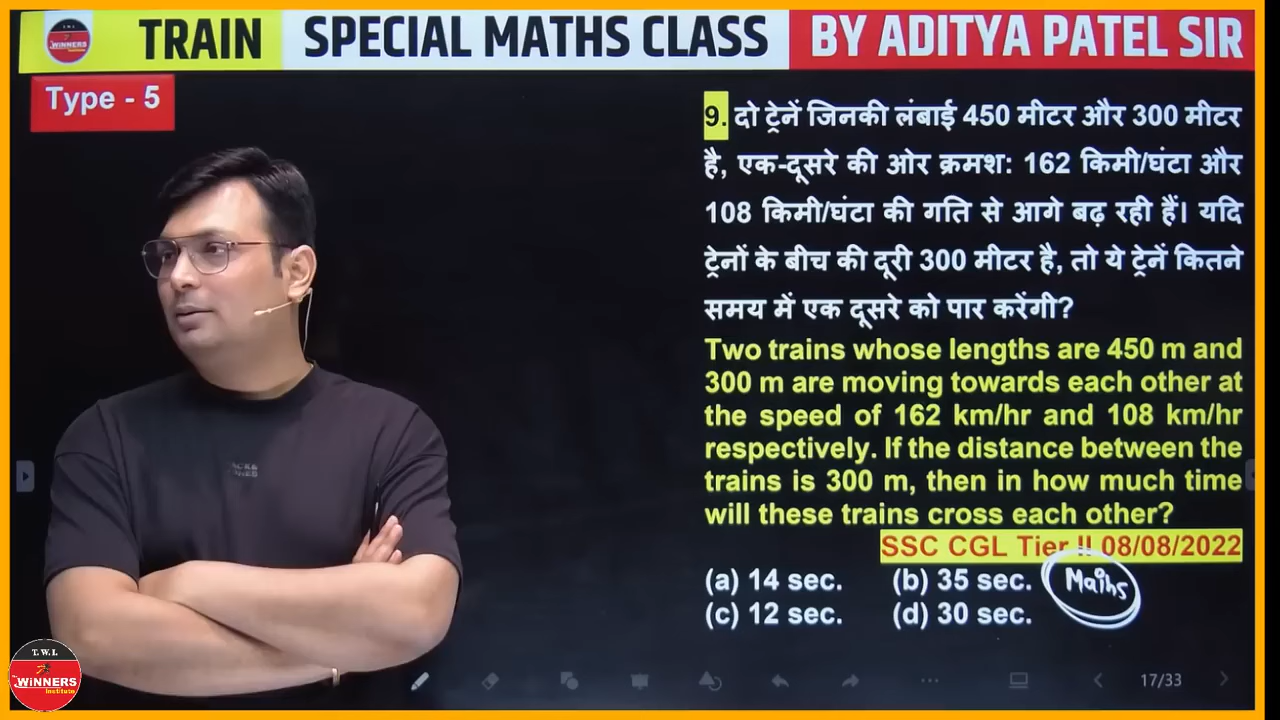 TRAIN SPECIAL MATHS CLASS BY ADITYA PATEL SIR
WiNNERS
Type - 5
9. दो ट्रेनें जिनकी लंबाई 450 मीटर और 300 मीटर
है, एक-दूसरे की ओर क्रमश: 162 किमी/घंटा और
108 किमी/घंटा की गति से आगे बढ़ रही हैं। यदि
ट्रेनों के बीच की दूरी 300 मीटर है, तो ये ट्रेनें कितने
समय में एक दूसरे को पार करेंगी?
Two trains whose lengths are 450 m and
300 m are moving towards each other at
the speed of 162 km/hr and 108 km/hr
respectively. If the distance between the
trains is 300 m, then in how much time
will these trains cross each other?
SSC CGL Tier II 08/08/2022
(a) 14 sec. (b) 35 sec. Maths
(c) 12 sec. (d) 30 sec.
T.W.I.
WiNNERS
Institute
17/33